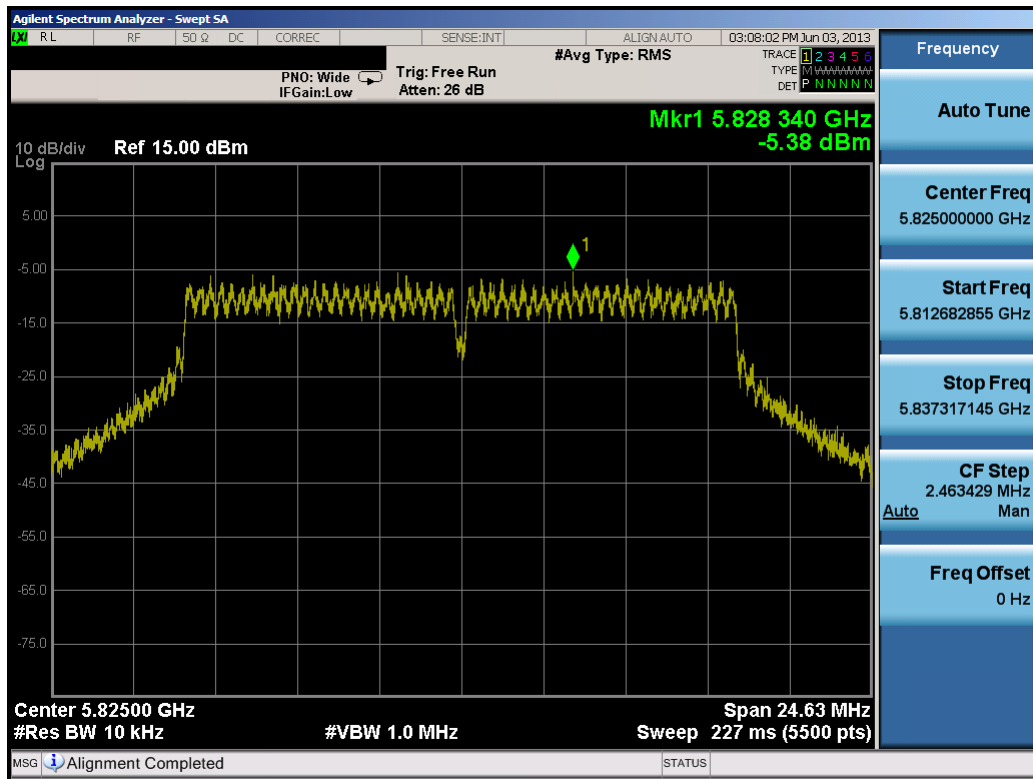 Agilent Spectrum Analyzer - Swept SA
LXI RL RF 50 Ω DC CORREC SENSE:INT ALIGN AUTO 03:08:02 PM Jun 03, 2013
#Avg Type: RMS
TRACE 1 2 3 4 5 6
TYPE M WWWWW
DET P N N N N N
PNO: Wide
IFGain:Low
Trig: Free Run
Atten: 26 dB
Mkr1 5.828 340 GHz
-5.38 dBm
10 dB/div Ref 15.00 dBm
Log
5.00
-5.00
-15.0
-25.0
-35.0
-45.0
-55.0
-65.0
-75.0
1
Center 5.82500 GHz Span 24.63 MHz
#Res BW 10 kHz #VBW 1.0 MHz Sweep 227 ms (5500 pts)
MSG Alignment Completed STATUS
Frequency
Auto Tune
Center Freq
5.825000000 GHz
Start Freq
5.812682855 GHz
Stop Freq
5.837317145 GHz
CF Step
2.463429 MHz
Auto Man
Freq Offset
0 Hz